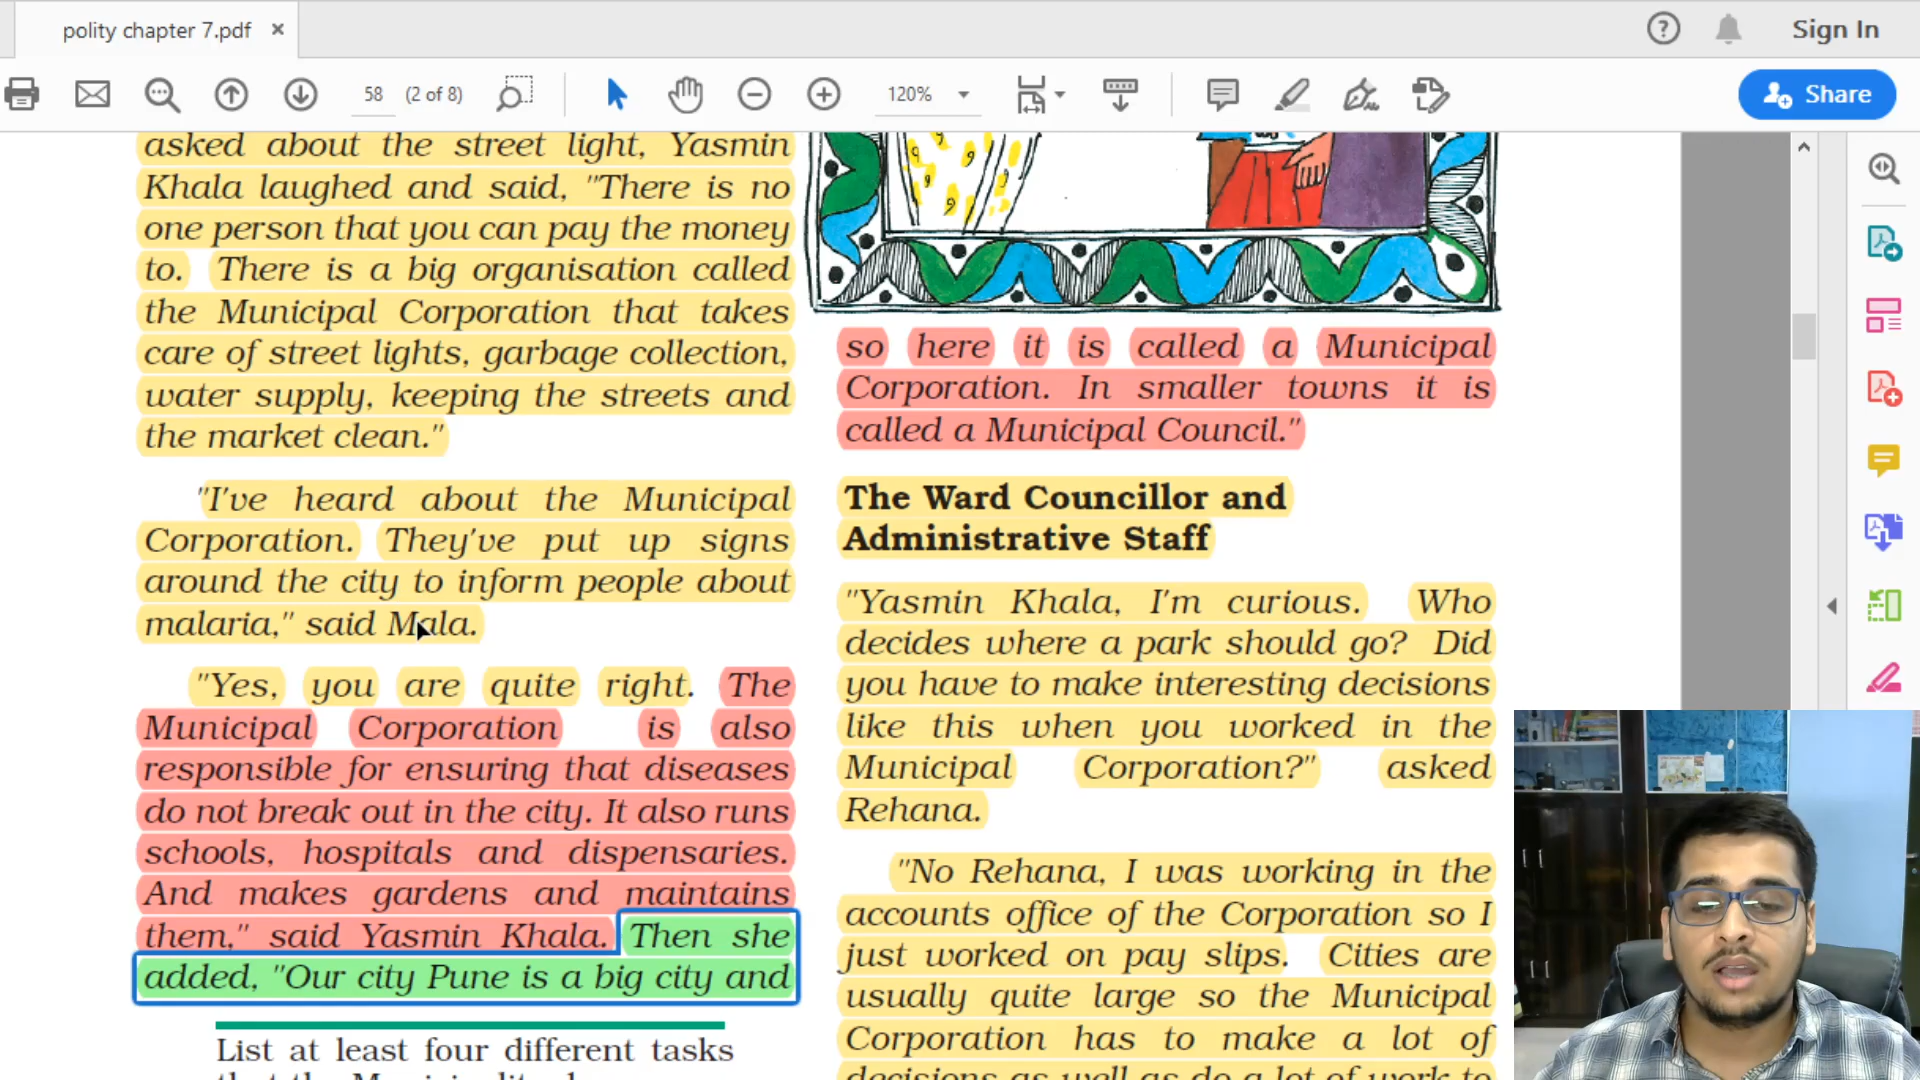 polity chapter 7.pdf
Sign In
58 (2 of 8)
120%
Share
asked about the street light, Yasmin
Khala laughed and said, "There is no
one person that you can pay the money
to. There is a big organisation called
the Municipal Corporation that takes
care of street lights, garbage collection,
water supply, keeping the streets and
the market clean."
"I've heard about the Municipal
Corporation. They've put up signs
around the city to inform people about
malaria," said Mala.
"Yes, you are quite right. The
Municipal Corporation is also
responsible for ensuring that diseases
do not break out in the city. It also runs
schools, hospitals and dispensaries.
And makes gardens and maintains
them," said Yasmin Khala. Then she
added, "Our city Pune is a big city and
List at least four different tasks
so here it is called a Municipal
Corporation. In smaller towns it is
called a Municipal Council."
The Ward Councillor and
Administrative Staff
"Yasmin Khala, I'm curious. Who
decides where a park should go? Did
you have to make interesting decisions
like this when you worked in the
Municipal Corporation?" asked
Rehana.
"No Rehana, I was working in the
accounts office of the Corporation so I
just worked on pay slips. Cities are
usually quite large so the Municipal
Corporation has to make a lot of
decisions as well as do a lot of work to